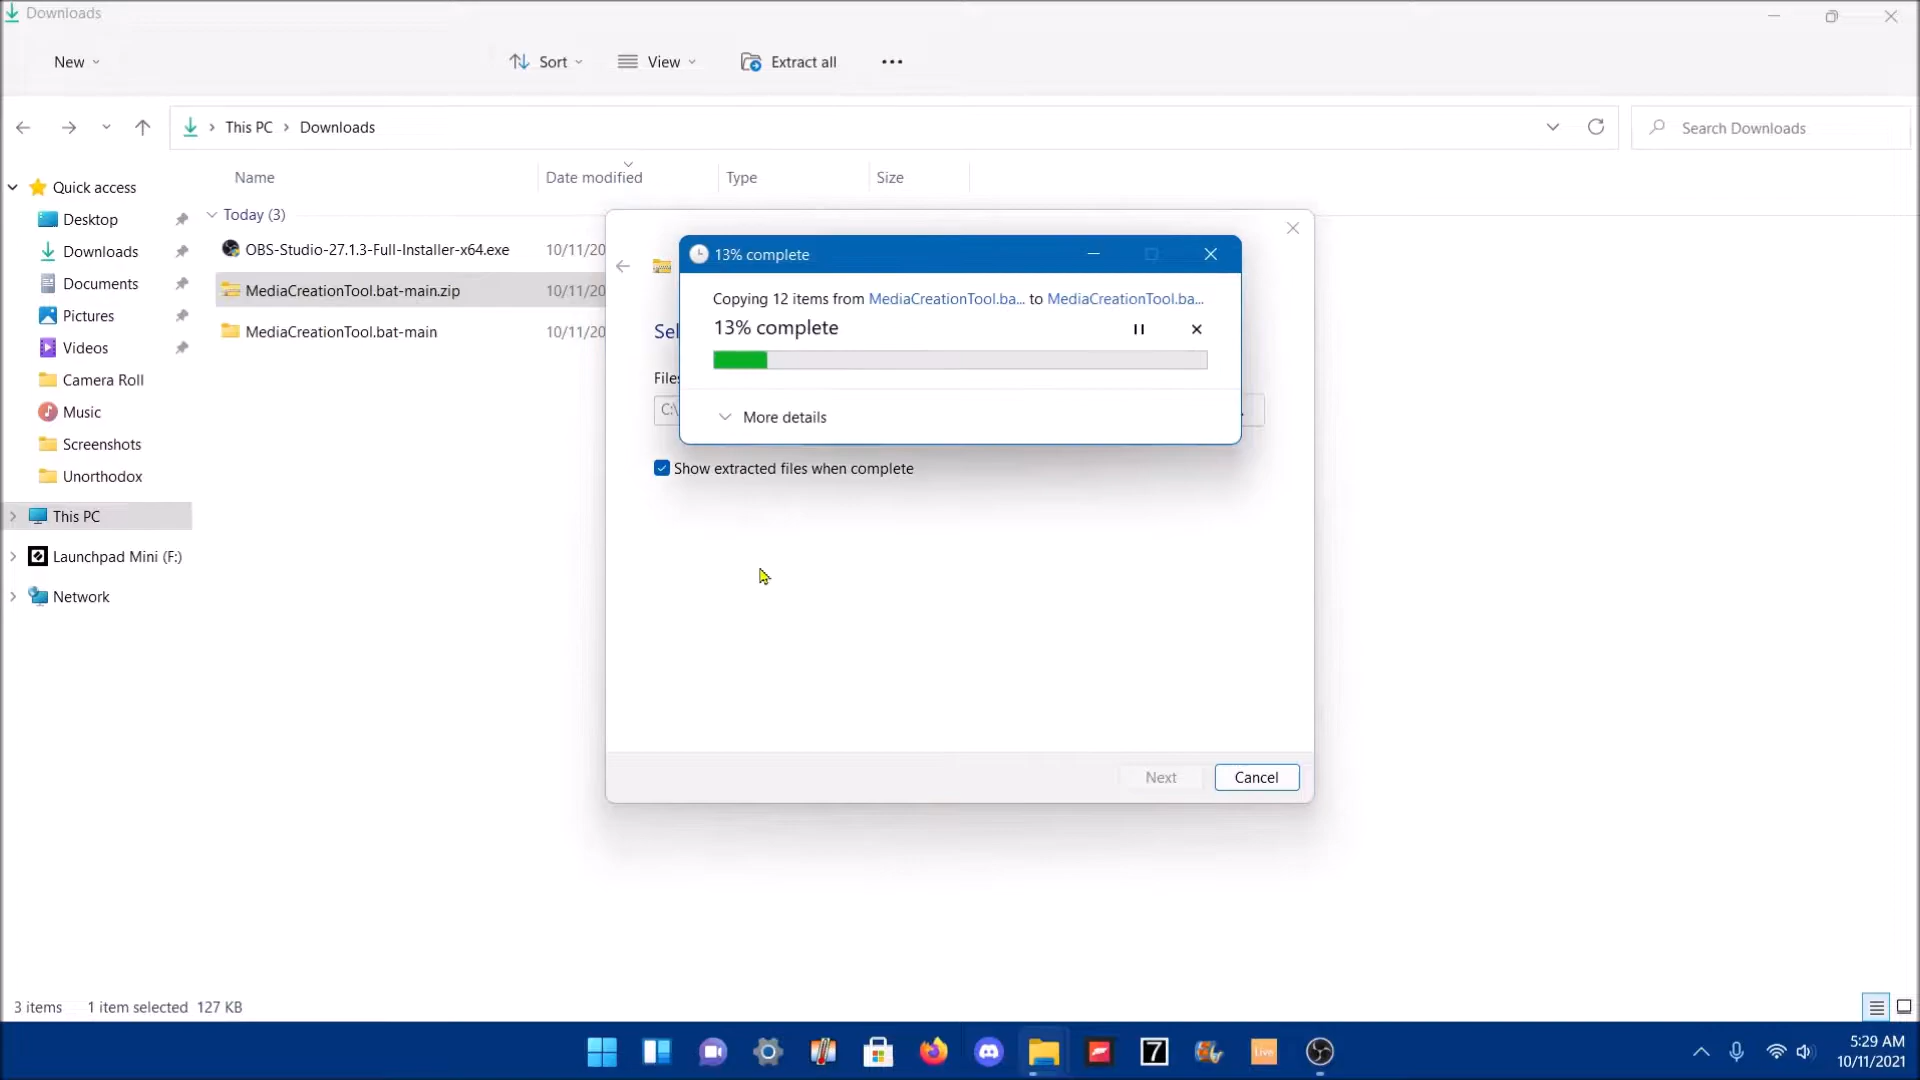 Downloads
New
Sort
View
Extract all
This PC
Downloads
Search Downloads
Name
Date modified
Type
Size
Quick access
Desktop
Downloads
Documents
Pictures
Videos
Camera Roll
Music
Screenshots
Unorthodox
This PC
Launchpad Mini (F:)
Network
Today (3)
OBS-Studio-27.1.3-Full-Installer-x64.exe 10/11/20
MediaCreationTool.bat-main.zip 10/11/20
MediaCreationTool.bat-main 10/11/20
Sel
Files
C:\
13% complete
Copying 12 items from MediaCreationTool.ba... to MediaCreationTool.ba...
13% complete
More details
Show extracted files when complete
Next
Cancel
3 items 1 item selected 127 KB
7
live
5:29 AM
10/11/2021